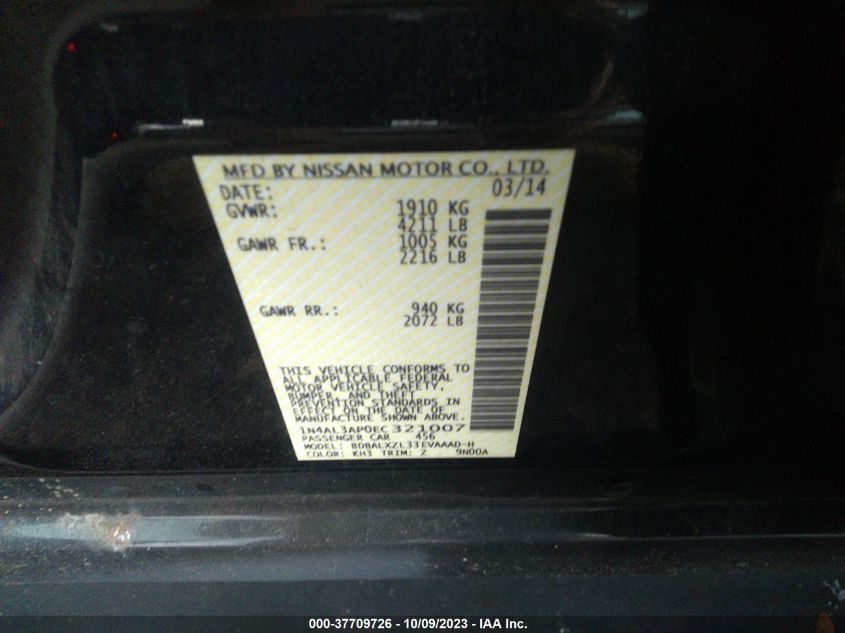 MFD BY NISSAN MOTOR CO., LTD.
DATE: 03/14
GVWR: 1910 KG
4211 LB
GAWR FR.: 1005 KG
2216 LB
GAWR RR.: 940 KG
2072 LB
THIS VEHICLE CONFORMS TO
ALL APPLICABLE FEDERAL
MOTOR VEHICLE SAFETY,
BUMPER, AND THEFT
PREVENTION STANDARDS IN
EFFECT ON THE DATE OF
MANUFACTURE SHOWN ABOVE.
1N4AL3AP0EC321007
PASSENGER CAR 456
MODEL: BDBALXZL33EVAAAD-H
COLOR: KH3 TRIM: Z 9N00A
000-37709726 - 10/09/2023 - IAA Inc.